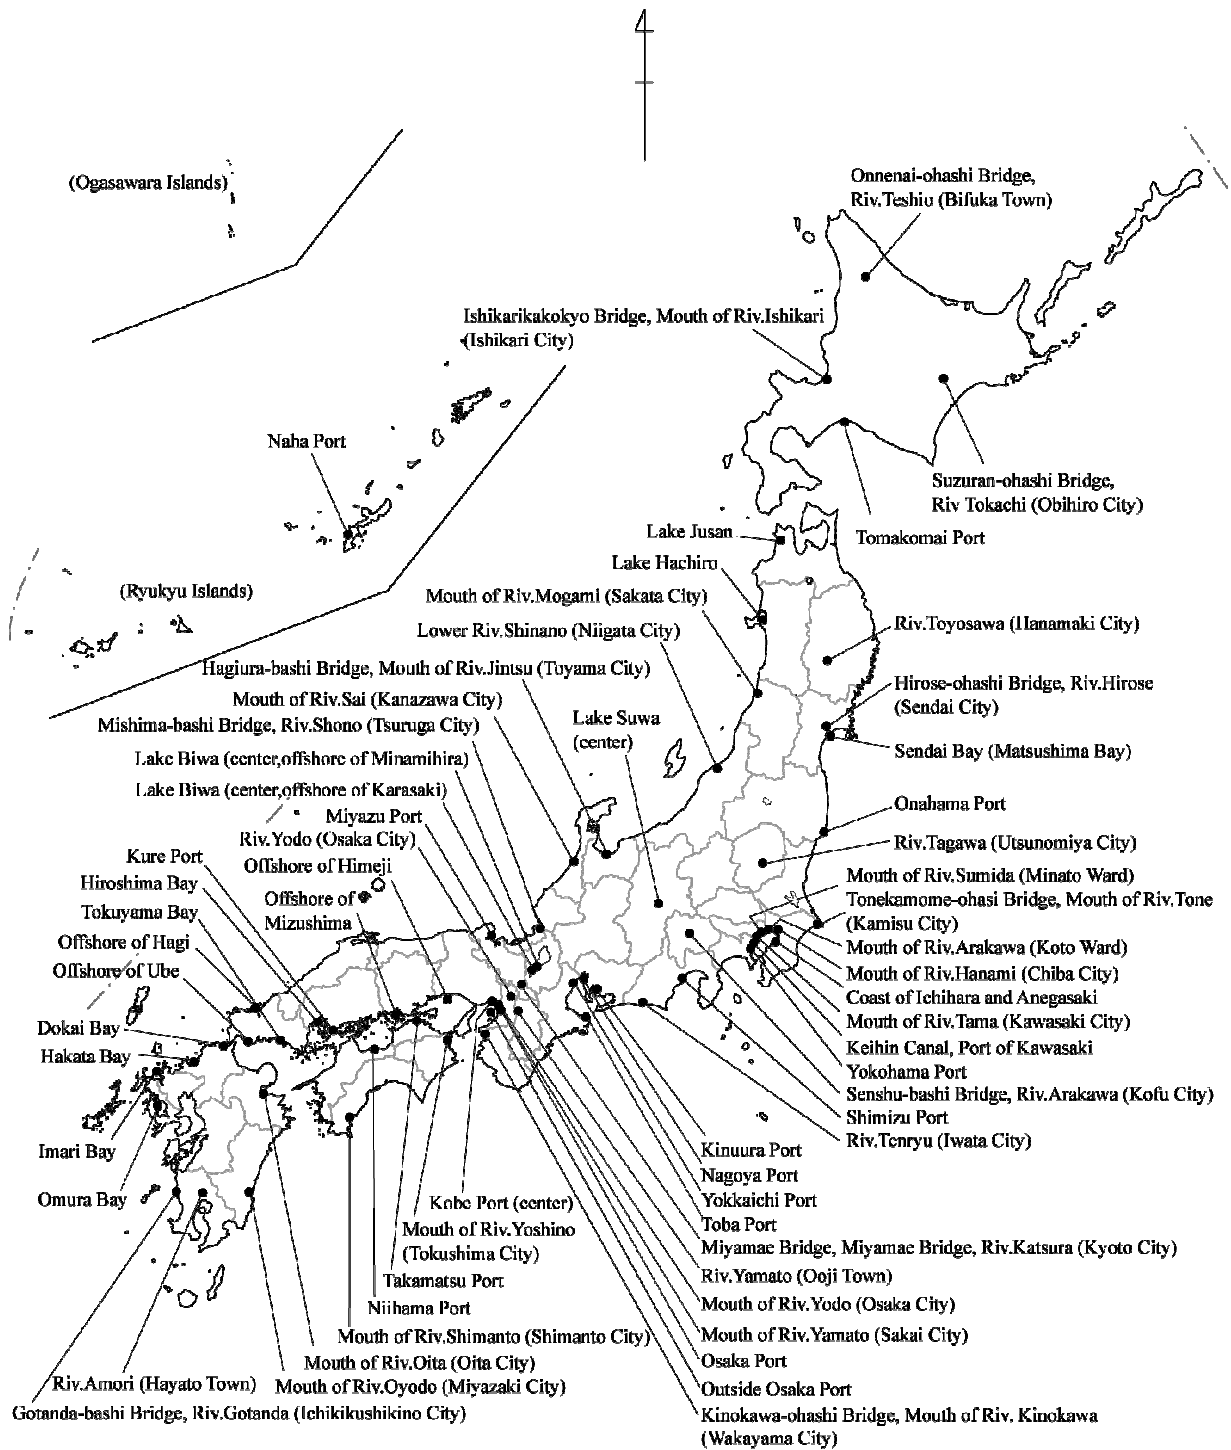 4
(Ogasawara Islands)
Onnenai-ohashi Bridge,
Riv.Teshio (Bifuka Town)
Ishikarikakokyo Bridge, Mouth of Riv.Ishikari
(Ishikari City)
Naha Port
Suzuran-ohashi Bridge,
Riv Tokachi (Obihiro City)
Tomakomai Port
Lake Jusan
Lake Hachiro
(Ryukyu Islands)
Mouth of Riv.Mogami (Sakata City)
Lower Riv.Shinano (Niigata City)
Riv.Toyosawa (Hanamaki City)
Hagiura-bashi Bridge, Mouth of Riv.Jintsu (Toyama City)
Mouth of Riv.Sai (Kanazawa City)
Mishima-bashi Bridge, Riv.Shono (Tsuruga City)
Hirose-ohashi Bridge, Riv.Hirose
(Sendai City)
Lake Suwa
(center)
Sendai Bay (Matsushima Bay)
Lake Biwa (center,offshore of Minamihira)
Lake Biwa (center,offshore of Karasaki)
Miyazu Port
Riv.Yodo (Osaka City)
Offshore of Himeji
Offshore of
Mizushima
Kure Port
Hiroshima Bay
Tokuyama Bay
Offshore of Hagi
Offshore of Ube
Dokai Bay
Hakata Bay
Imari Bay
Omura Bay
Onahama Port
Riv.Tagawa (Utsunomiya City)
Mouth of Riv.Sumida (Minato Ward)
Tonekamome-ohasi Bridge, Mouth of Riv.Tone
(Kamisu City)
Mouth of Riv.Arakawa (Koto Ward)
Mouth of Riv.Hanami (Chiba City)
Coast of Ichihara and Anegasaki
Mouth of Riv.Tama (Kawasaki City)
Keihin Canal, Port of Kawasaki
Yokohama Port
Senshu-bashi Bridge, Riv.Arakawa (Kofu City)
Shimizu Port
Riv.Tenryu (Iwata City)
Kinuura Port
Nagoya Port
Yokkaichi Port
Toba Port
Miyamae Bridge, Miyamae Bridge, Riv.Katsura (Kyoto City)
Riv.Yamato (Ooji Town)
Mouth of Riv.Yodo (Osaka City)
Mouth of Riv.Yamato (Sakai City)
Osaka Port
Outside Osaka Port
Kinokawa-ohashi Bridge, Mouth of Riv. Kinokawa
(Wakayama City)
Kobe Port (center)
Mouth of Riv.Yoshino
(Tokushima City)
Takamatsu Port
Niihama Port
Mouth of Riv.Shimanto (Shimanto City)
Mouth of Riv.Oita (Oita City)
Mouth of Riv.Oyodo (Miyazaki City)
Riv.Amori (Hayato Town)
Gotanda-bashi Bridge, Riv.Gotanda (Ichikikushikino City)